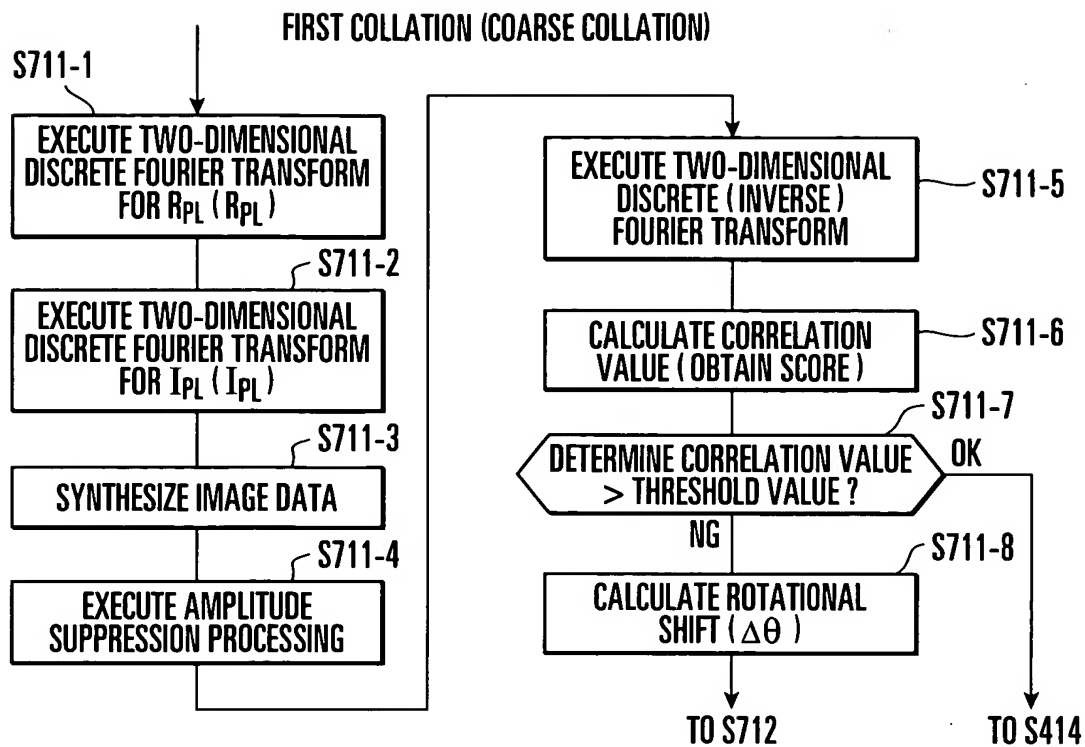 FIRST COLLATION (COARSE COLLATION)
S711-1
EXECUTE TWO-DIMENSIONAL
DISCRETE FOURIER TRANSFORM
FOR RPL (RPL)
S711-2
EXECUTE TWO-DIMENSIONAL
DISCRETE FOURIER TRANSFORM
FOR IPL (IPL)
S711-3
SYNTHESIZE IMAGE DATA
S711-4
EXECUTE AMPLITUDE
SUPPRESSION PROCESSING
EXECUTE TWO-DIMENSIONAL
DISCRETE (INVERSE)
FOURIER TRANSFORM
S711-5
CALCULATE CORRELATION
VALUE (OBTAIN SCORE)
S711-6
S711-7
DETERMINE CORRELATION VALUE
> THRESHOLD VALUE ?
OK
NG
S711-8
CALCULATE ROTATIONAL
SHIFT (Δθ)
TO S712
TO S414